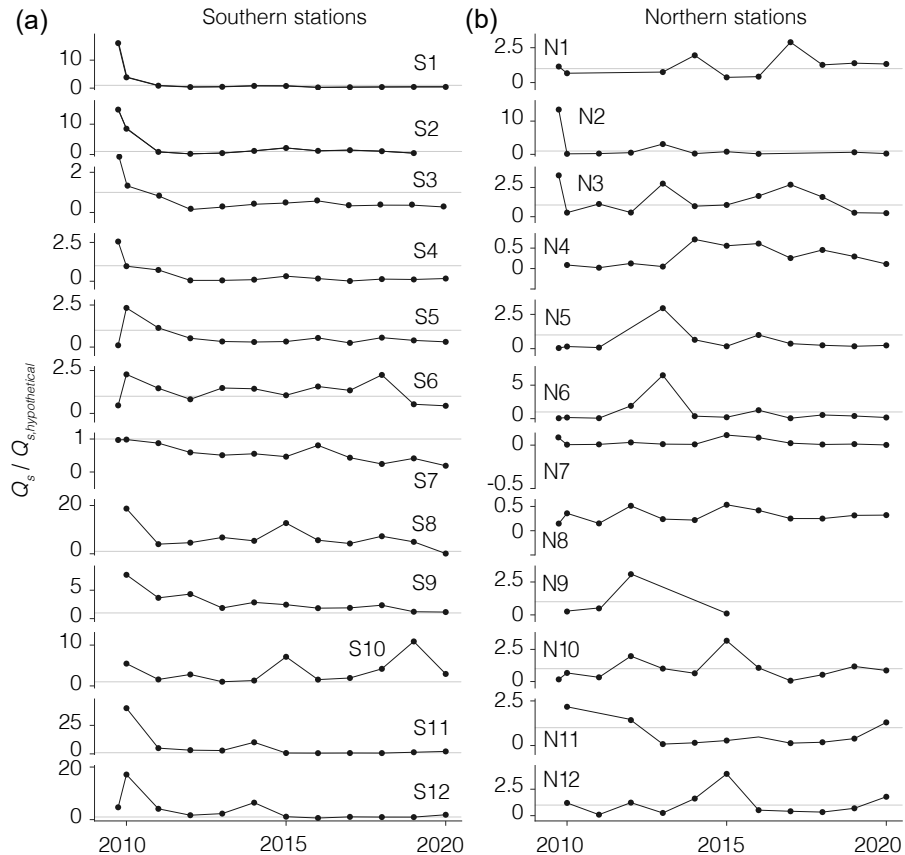 (a)
Southern stations
(b)
Northern stations
Q_s / Q_s,hypothetical
10
0
S1
10
0
S2
2
0
S3
2.5
0
S4
2.5
0
S5
2.5
0
S6
1
0
S7
20
0
S8
5
0
S9
10
0
S10
25
0
S11
20
0
S12
2010
2015
2020
2.5
0
N1
10
0
N2
2.5
0
N3
0.5
0
N4
2.5
0
N5
5
0
N6
0
-0.5
N7
0.5
0
N8
2.5
0
N9
2.5
0
N10
2.5
0
N11
2.5
0
N12
2010
2015
2020